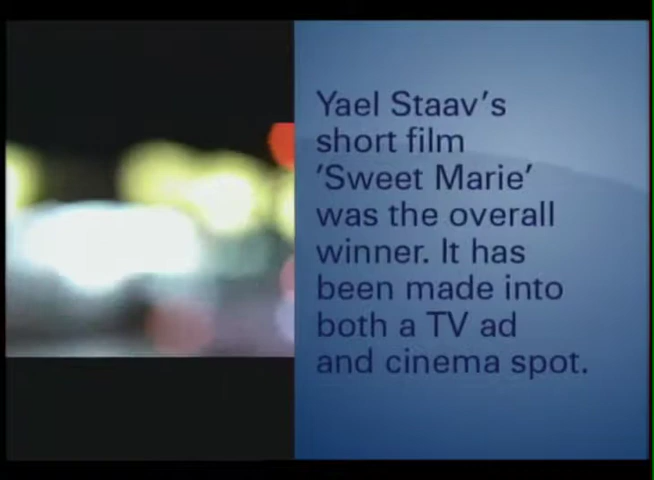 Yael Staav's
short film
'Sweet Marie'
was the overall
winner. It has
been made into
both a TV ad
and cinema spot.